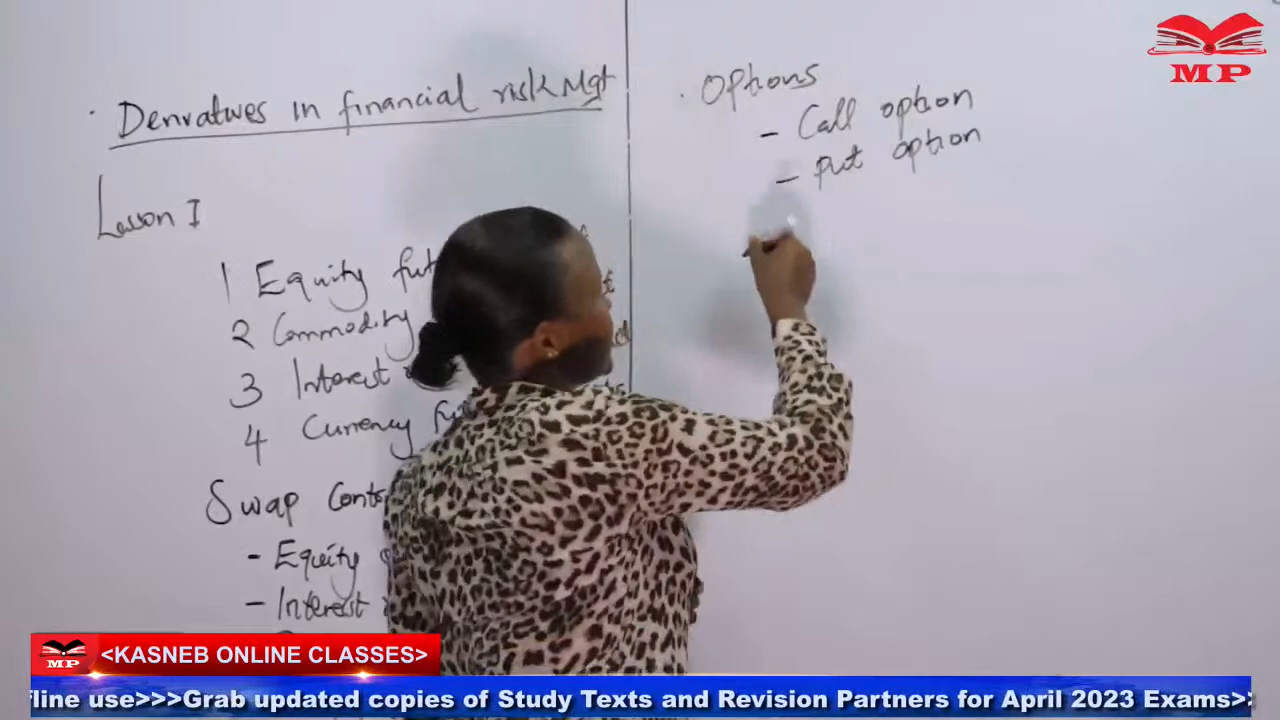 · Derivatives in financial risk Mgt
Lesson I
1 Equity
2 Commodity
3 Interest
4 Currency
Swap
- Equity
- Interest
· Options
- Call option
- Put option
MP
MP
<KASNEB ONLINE CLASSES>
fline use>>>Grab updated copies of Study Texts and Revision Partners for April 2023 Exams>>